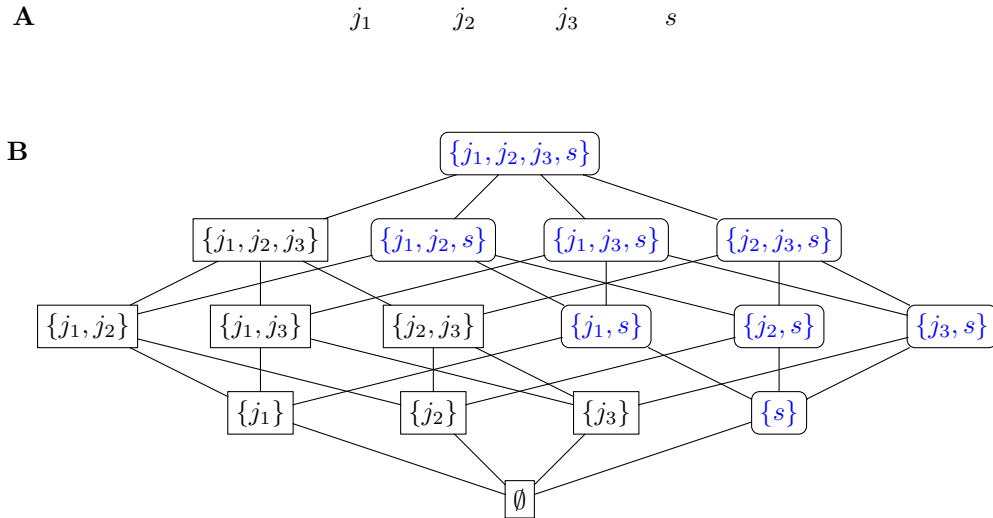 A j₁ j₂ j₃ s
B
{j₁, j₂, j₃, s}
{j₁, j₂, j₃} {j₁, j₂, s} {j₁, j₃, s} {j₂, j₃, s}
{j₁, j₂} {j₁, j₃} {j₂, j₃} {j₁, s} {j₂, s} {j₃, s}
{j₁} {j₂} {j₃} {s}
∅